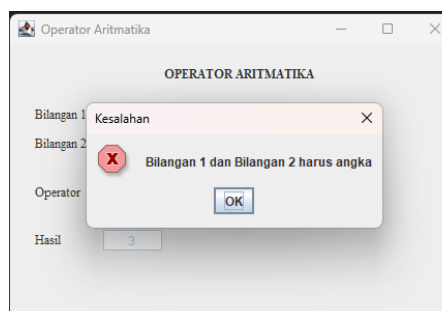 Operator Aritmatika
OPERATOR ARITMATIKA
Bilangan 1
Kesalahan
Bilangan 2
Bilangan 1 dan Bilangan 2 harus angka
Operator
OK
Hasil
3